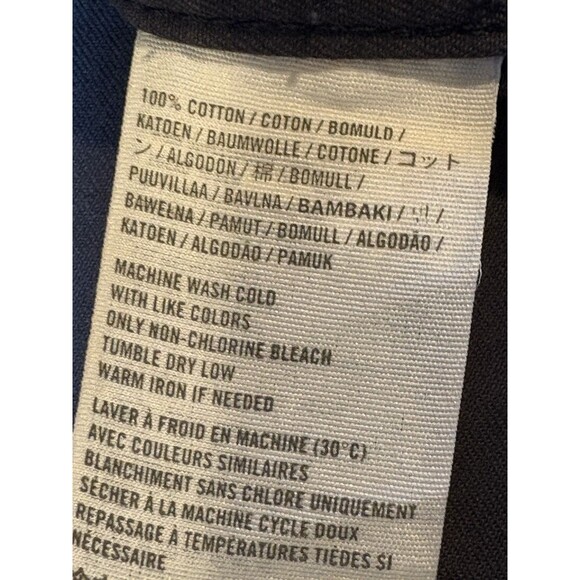 100% COTTON / COTON / BOMULD /
KATOEN / BAUMWOLLE / COTONE / コット
ン / ALGODON / 棉 / BOMULL /
PUUVILLAA / BAVLNA / BAMBAKI / /
BAWEŁNA / PAMUT / BOMULL / ALGODÃO /
KATOEN / ALGODÃO / PAMUK
MACHINE WASH COLD
WITH LIKE COLORS
ONLY NON-CHLORINE BLEACH
TUMBLE DRY LOW
WARM IRON IF NEEDED
LAVER À FROID EN MACHINE (30°C)
AVEC COULEURS SIMILAIRES
BLANCHIMENT SANS CHLORE UNIQUEMENT
SÉCHER À LA MACHINE CYCLE DOUX
REPASSAGE À TEMPÉRATURES TIÈDES SI
NÉCESSAIRE